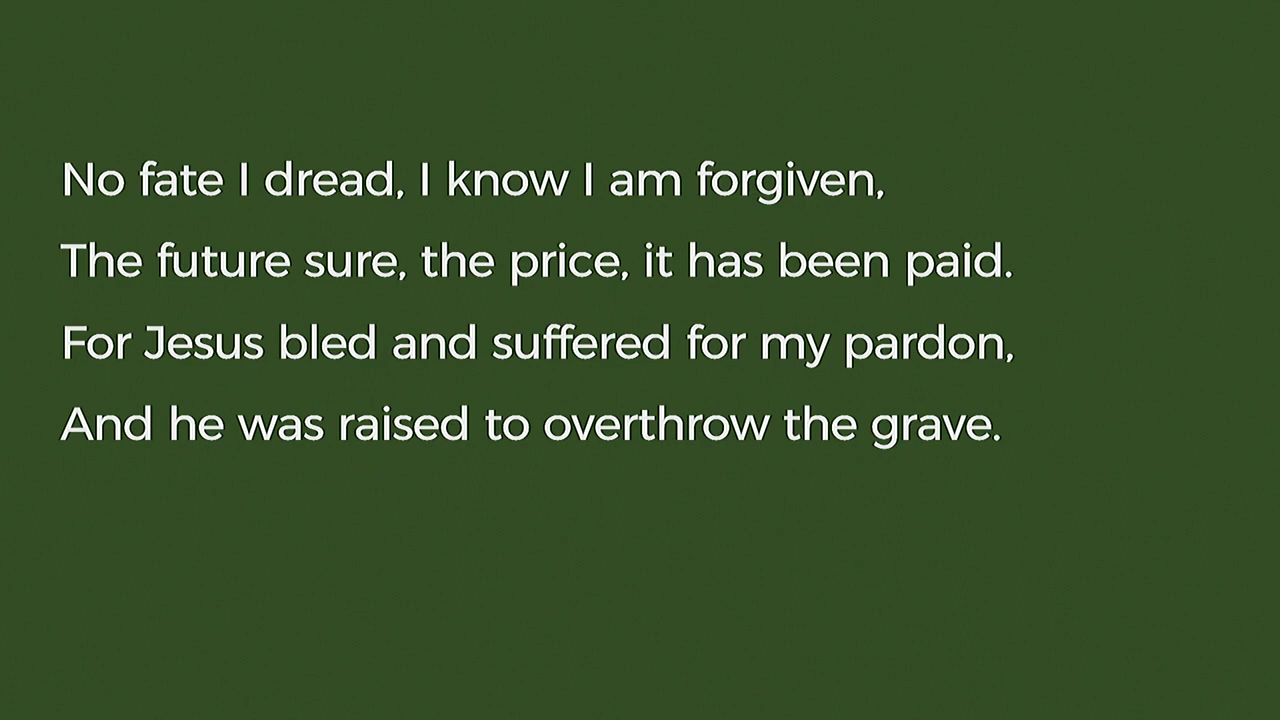 No fate I dread, I know I am forgiven,
The future sure, the price, it has been paid.
For Jesus bled and suffered for my pardon,
And he was raised to overthrow the grave.